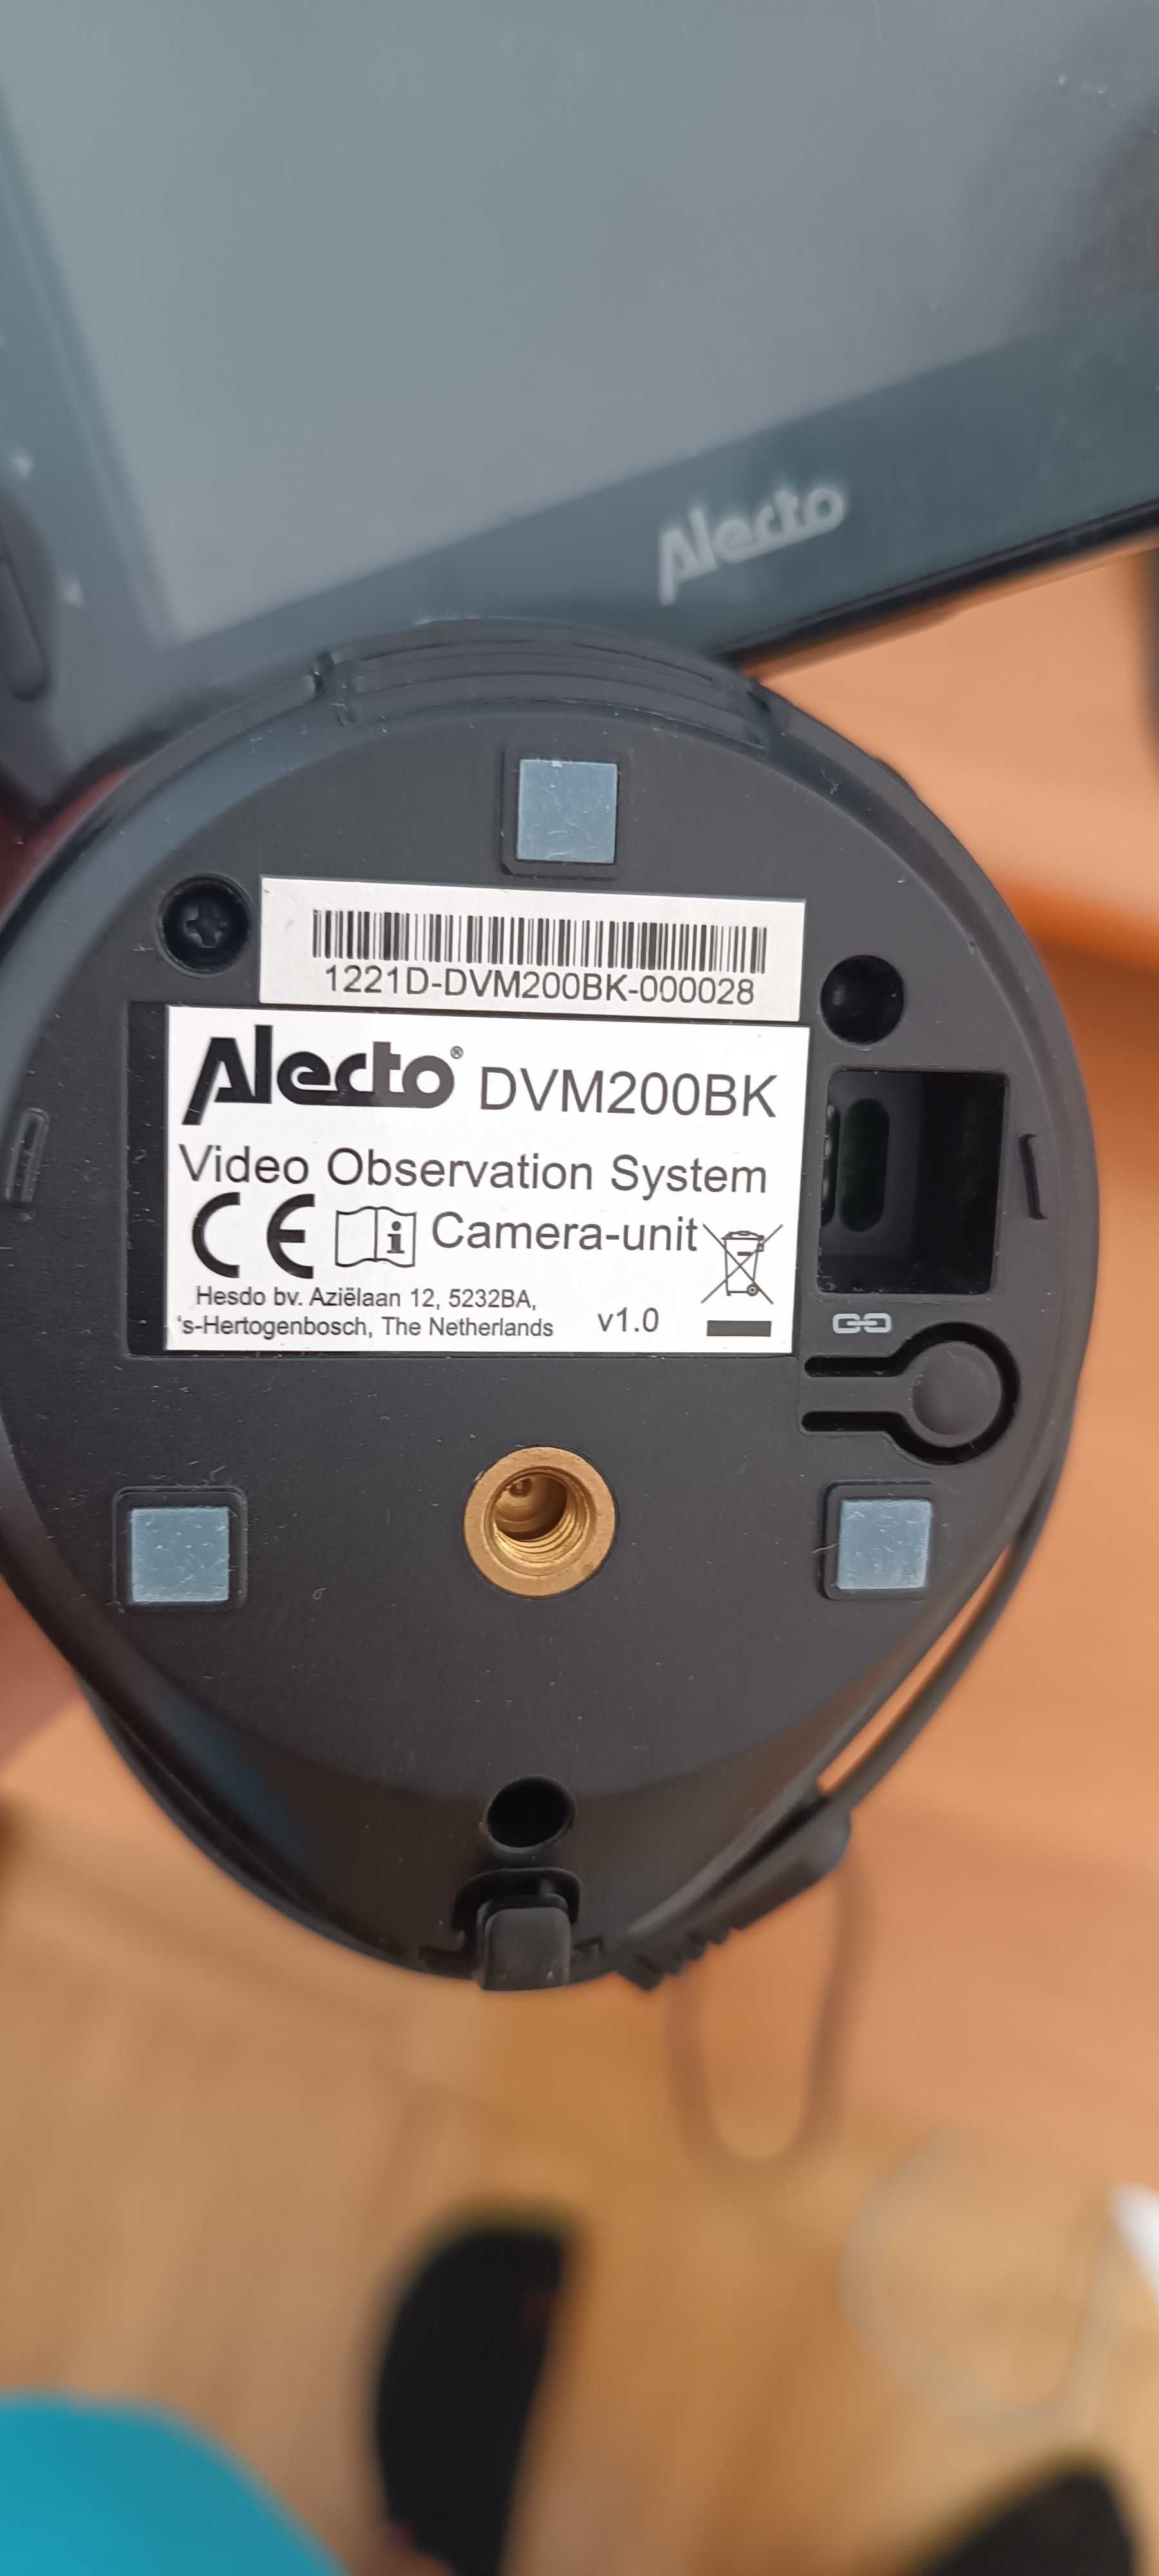 Alecto
1221D-DVM200BK-000028
Alecto® DVM200BK
Video Observation System
CE i Camera-unit
Hesdo bv. Aziëlaan 12, 5232BA,
's-Hertogenbosch, The Netherlands v1.0